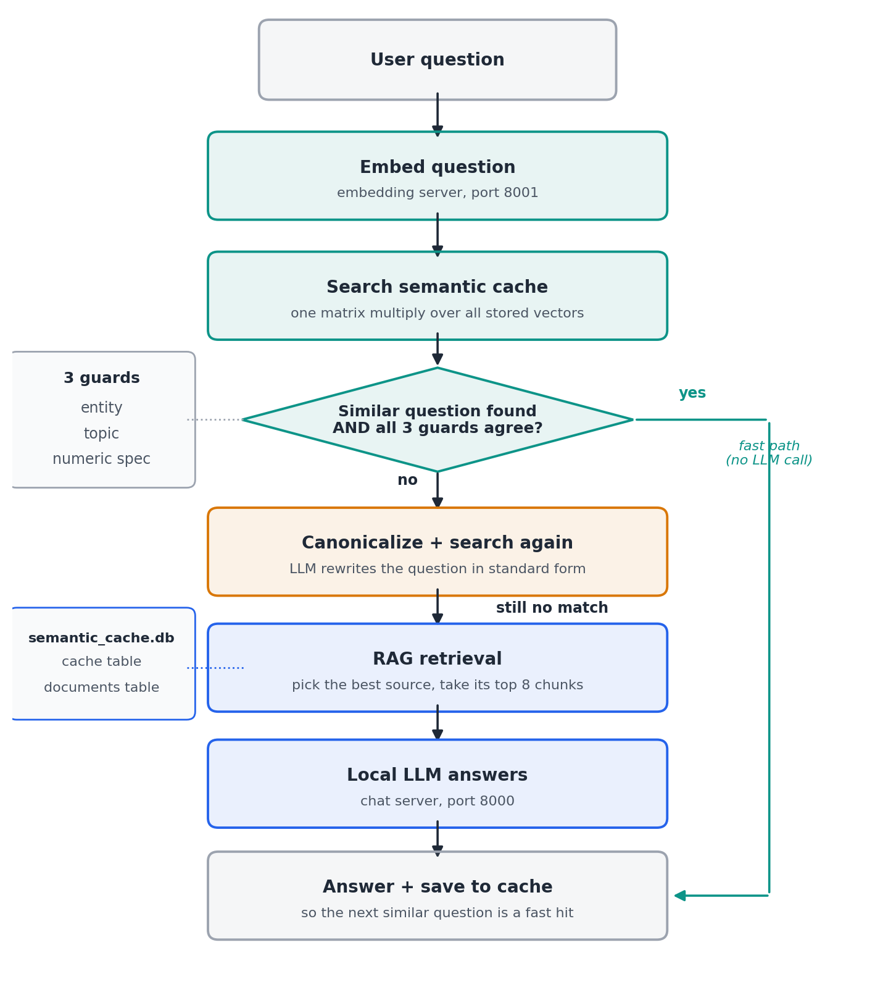 User question
Embed question
embedding server, port 8001
Search semantic cache
one matrix multiply over all stored vectors
3 guards
entity
topic
numeric spec
Similar question found
AND all 3 guards agree?
yes
fast path
(no LLM call)
no
Canonicalize + search again
LLM rewrites the question in standard form
still no match
semantic_cache.db
cache table
documents table
RAG retrieval
pick the best source, take its top 8 chunks
Local LLM answers
chat server, port 8000
Answer + save to cache
so the next similar question is a fast hit